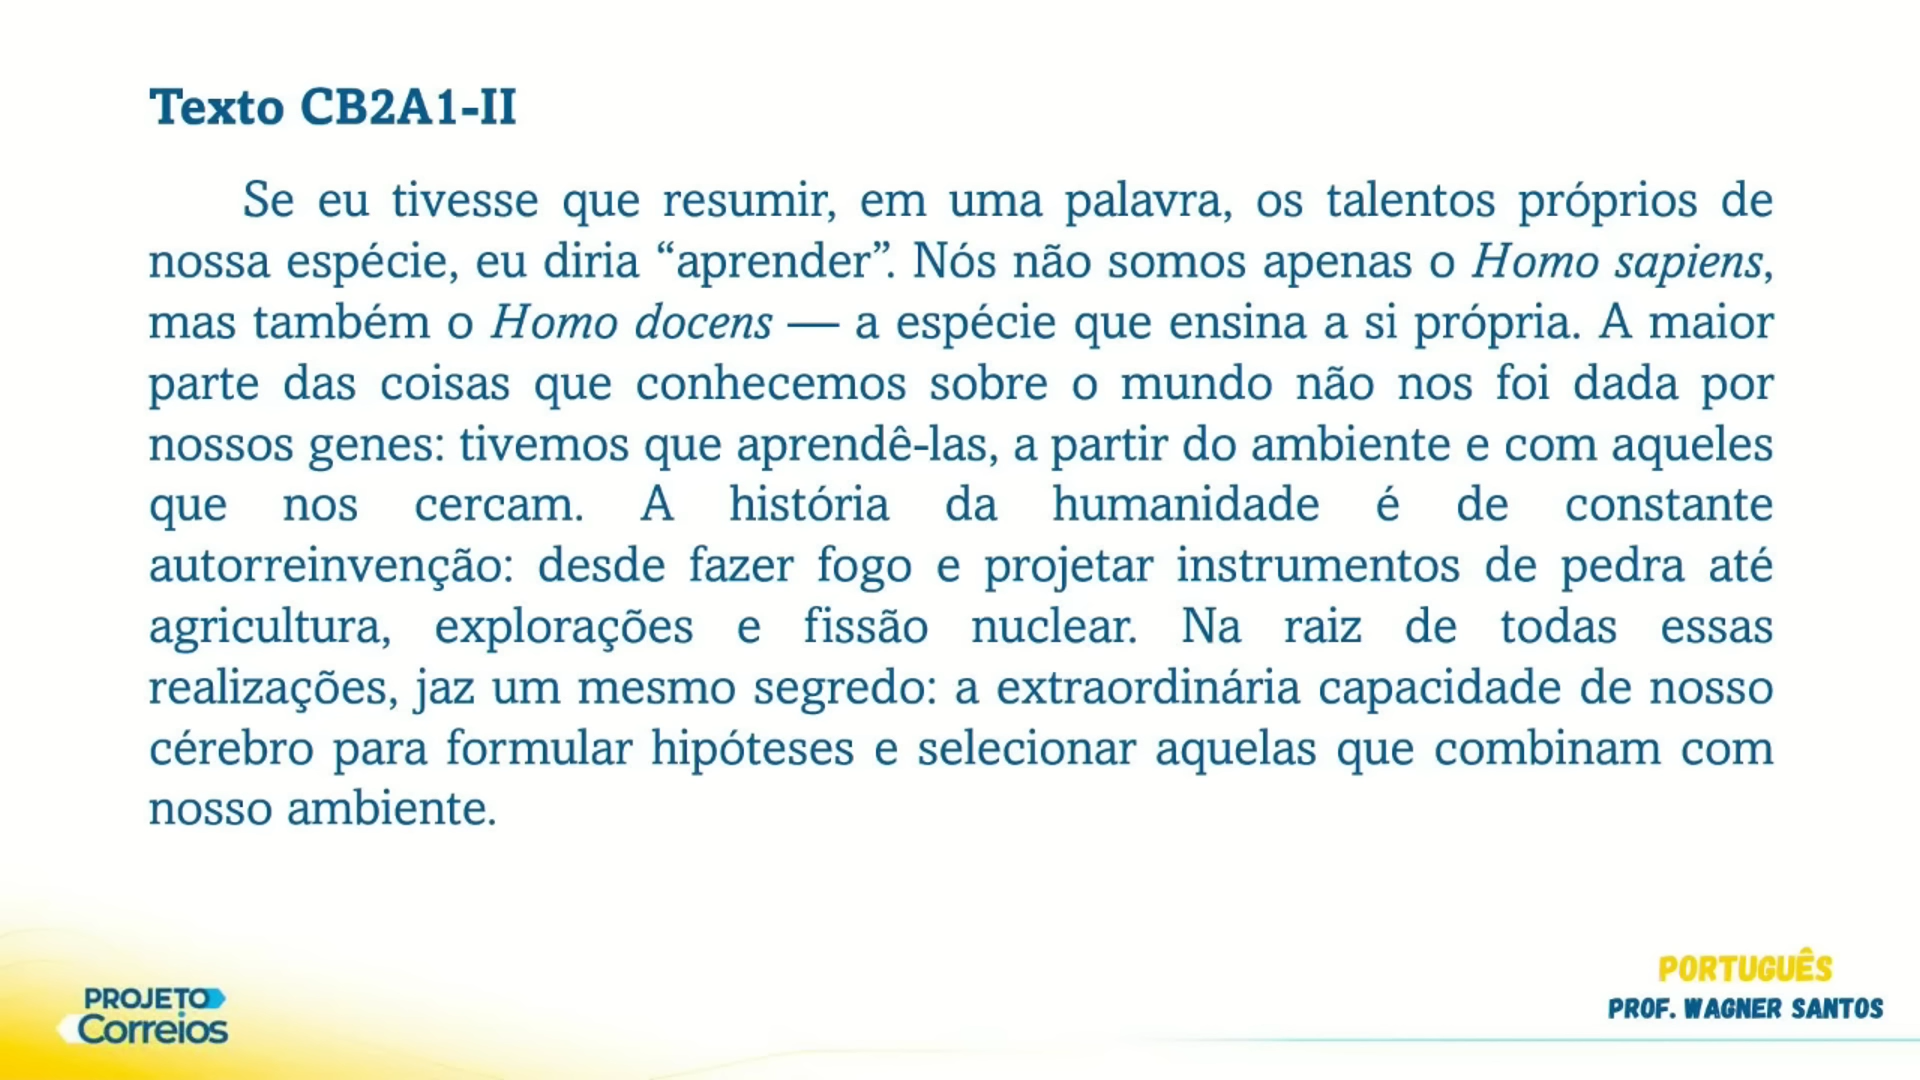 Texto CB2A1-II
Se eu tivesse que resumir, em uma palavra, os talentos próprios de
nossa espécie, eu diria “aprender”. Nós não somos apenas o Homo sapiens,
mas também o Homo docens — a espécie que ensina a si própria. A maior
parte das coisas que conhecemos sobre o mundo não nos foi dada por
nossos genes: tivemos que aprendê-las, a partir do ambiente e com aqueles
que nos cercam. A história da humanidade é de constante
autorreinvenção: desde fazer fogo e projetar instrumentos de pedra até
agricultura, explorações e fissão nuclear. Na raiz de todas essas
realizações, jaz um mesmo segredo: a extraordinária capacidade de nosso
cérebro para formular hipóteses e selecionar aquelas que combinam com
nosso ambiente.
PROJETO
Correios
PORTUGUÊS
PROF. WAGNER SANTOS